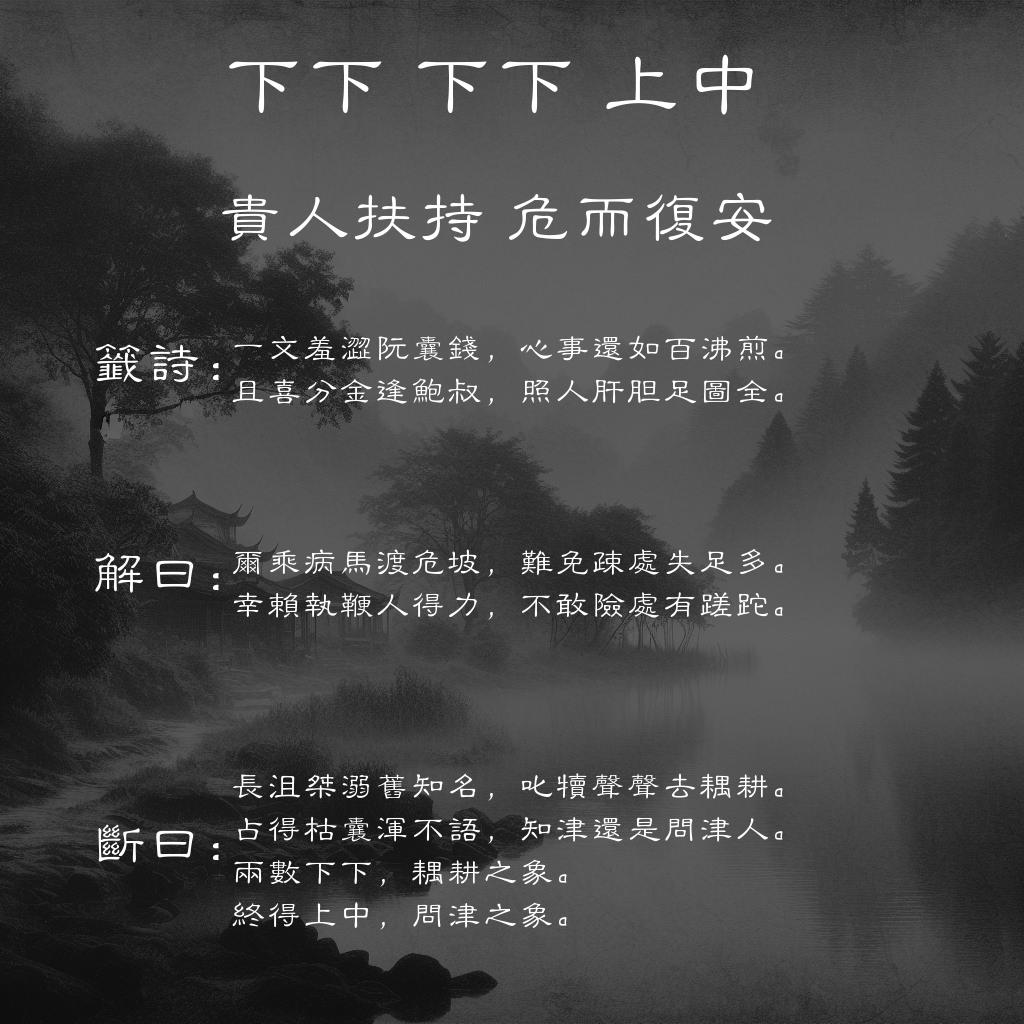 下下 下下 上中
貴人扶持 危而復安
籤詩：
一文羞澀阮囊錢，心事還如百沸煎。
且喜分金逢鮑叔，照人肝胆足圖全。
解曰：
爾乘病馬渡危坡，難免疎處失足多。
幸賴執鞭人得力，不敢險處有蹉跎。
斷曰：
長沮桀溺舊知名，叱犢聲聲去耦耕。
占得枯囊渾不語，知津還是問津人。
兩數下下，耦耕之象。
終得上中，問津之象。